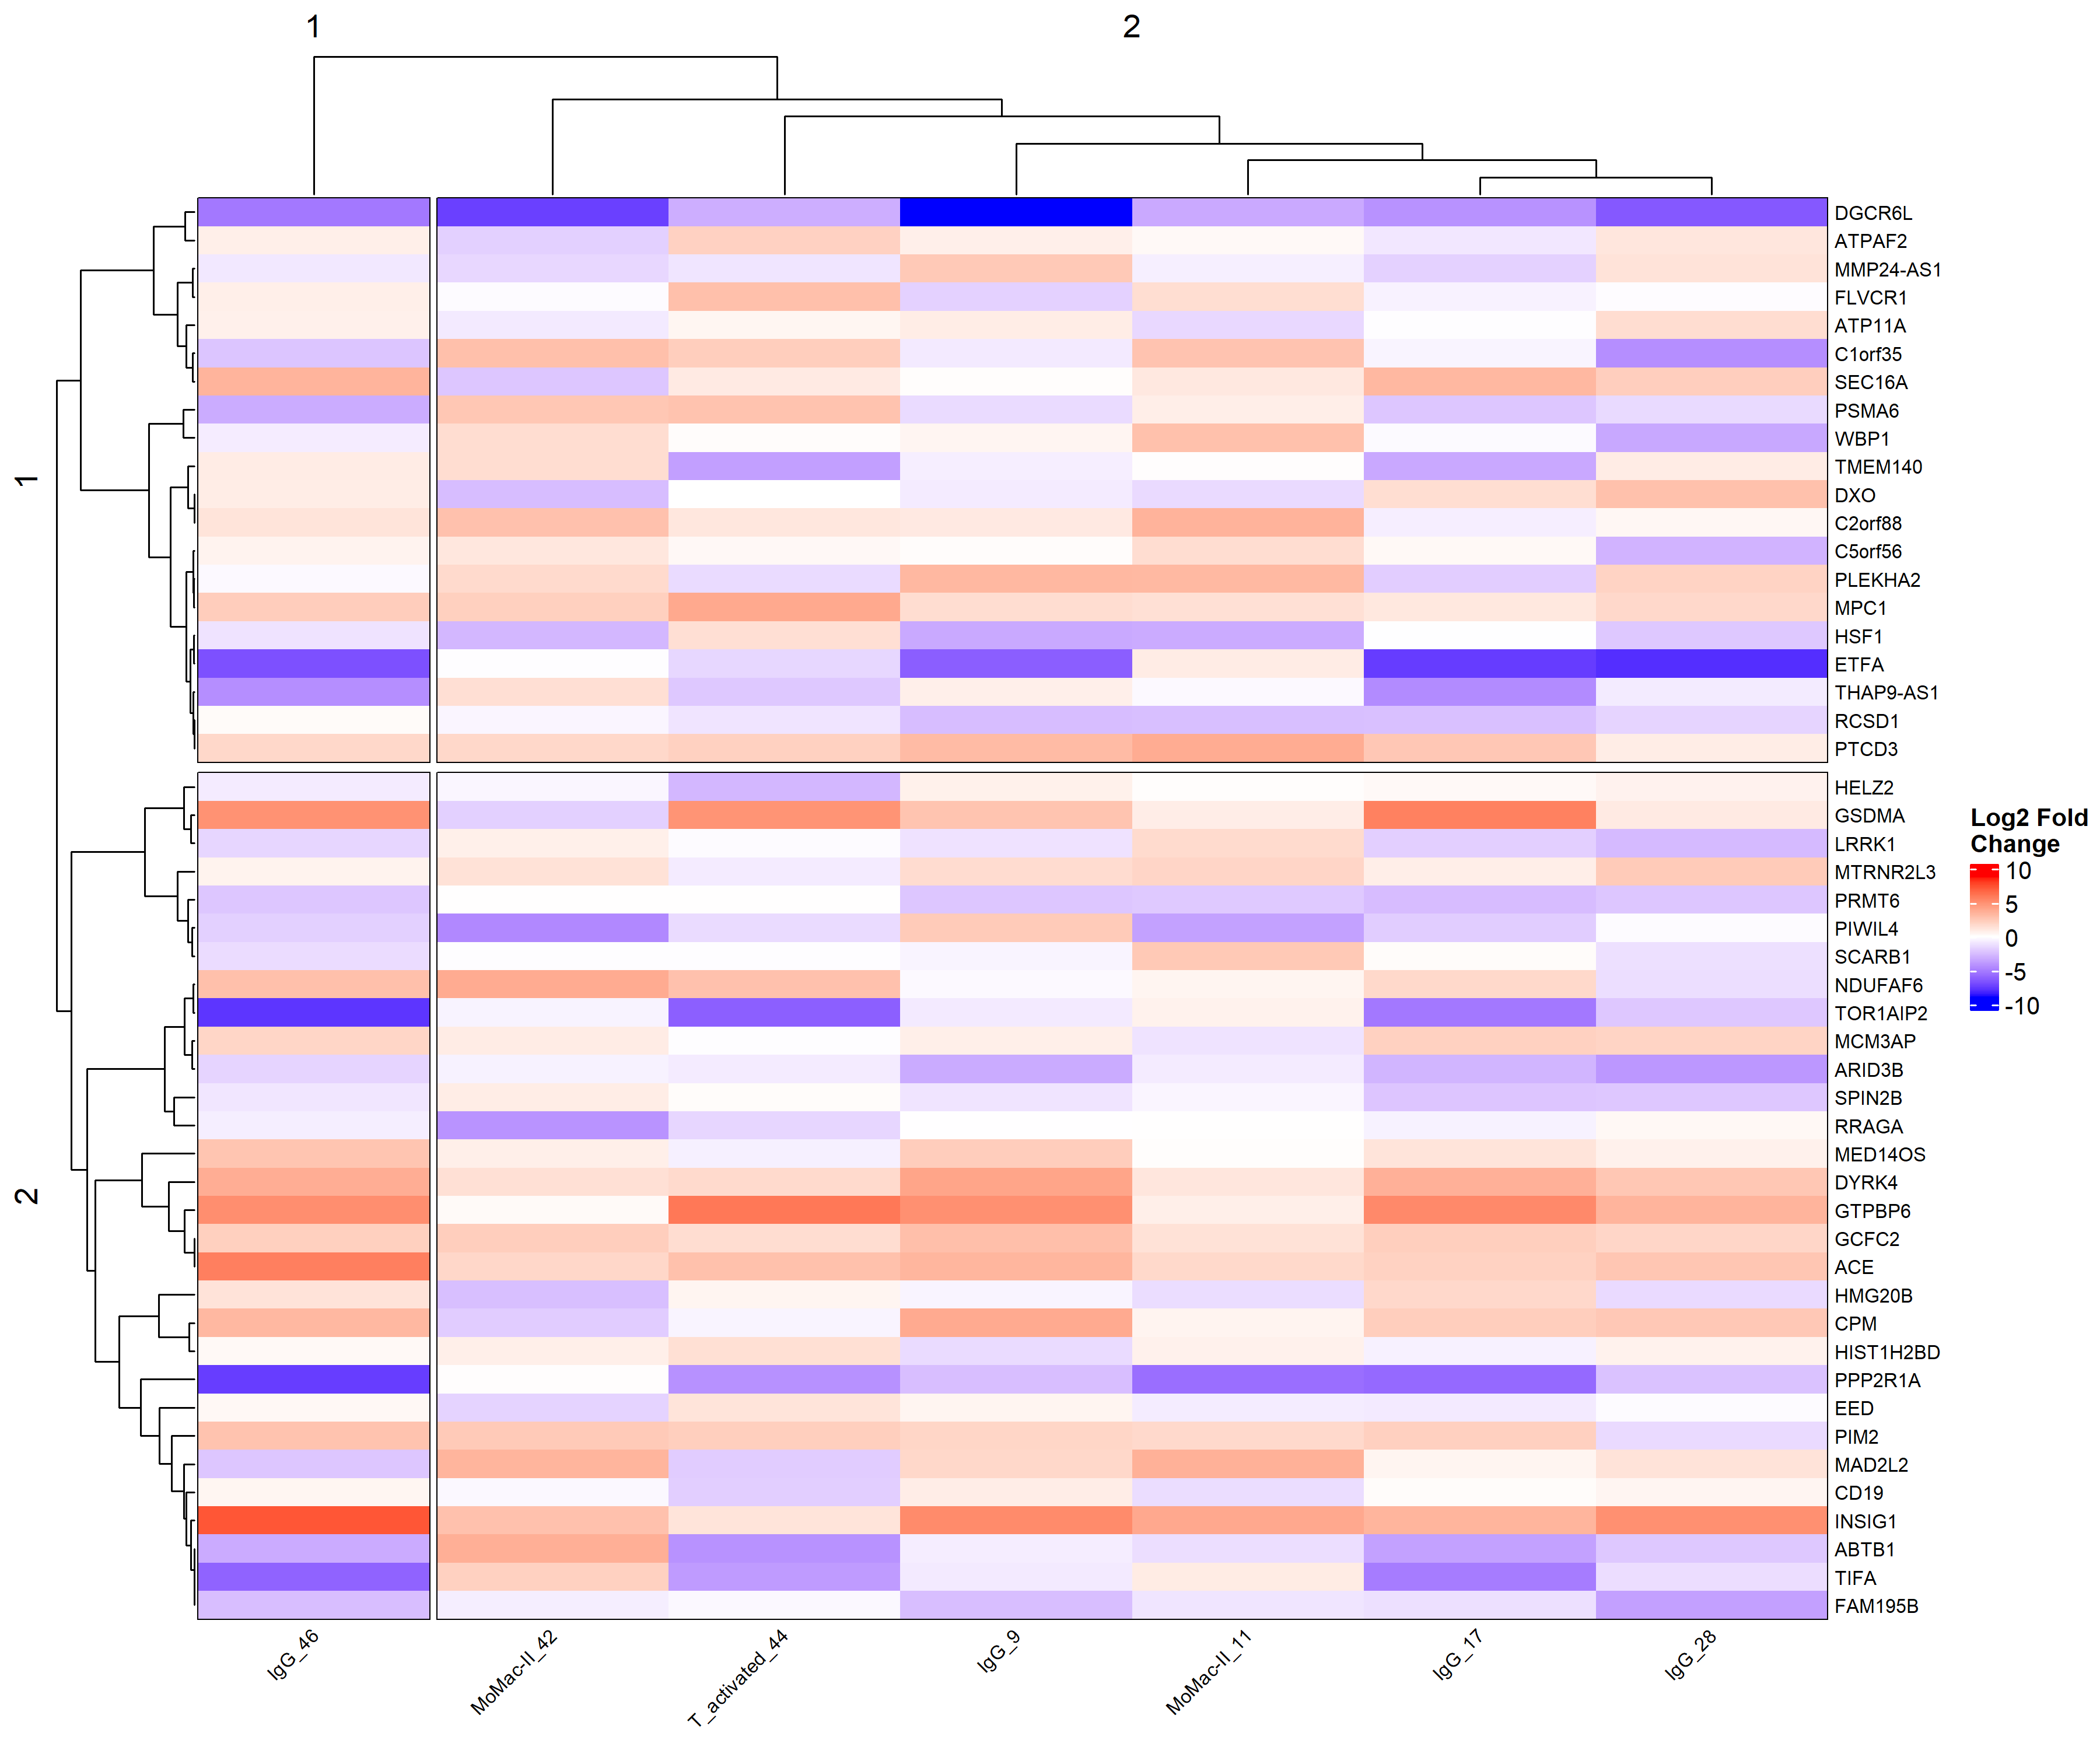 1
2
1
2
DGCR6L
ATPAF2
MMP24-AS1
FLVCR1
ATP11A
C1orf35
SEC16A
PSMA6
WBP1
TMEM140
DXO
C2orf88
C5orf56
PLEKHA2
MPC1
HSF1
ETFA
THAP9-AS1
RCSD1
PTCD3
HELZ2
GSDMA
LRRK1
MTRNR2L3
PRMT6
PIWIL4
SCARB1
NDUFAF6
TOR1AIP2
MCM3AP
ARID3B
SPIN2B
RRAGA
MED14OS
DYRK4
GTPBP6
GCFC2
ACE
HMG20B
CPM
HIST1H2BD
PPP2R1A
EED
PIM2
MAD2L2
CD19
INSIG1
ABTB1
TIFA
FAM195B
Log2 Fold
Change
10
5
0
-5
-10
IgG_46
MoMac-II_42
T_activated_44
IgG_9
MoMac-II_11
IgG_17
IgG_28